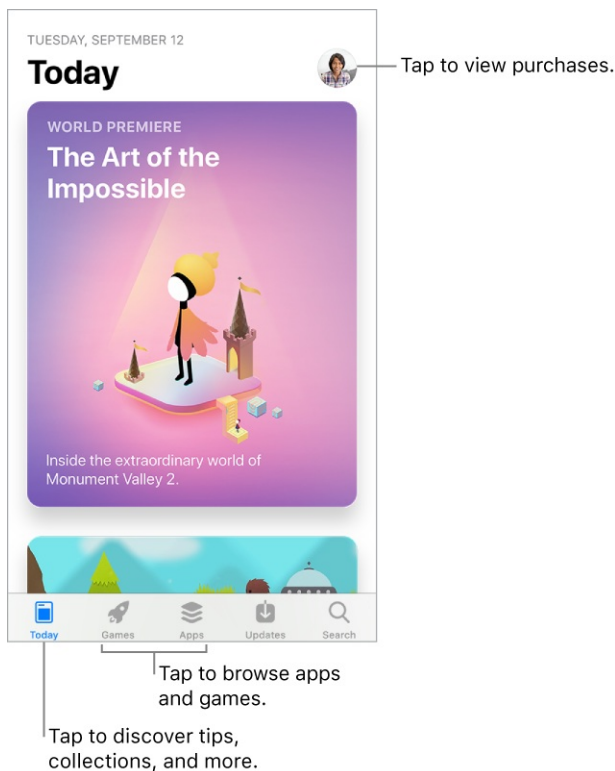 TUESDAY, SEPTEMBER 12
Today
Tap to view purchases.
WORLD PREMIERE
The Art of the
Impossible
Inside the extraordinary world of
Monument Valley 2.
Today
Games
Apps
Updates
Search
Tap to browse apps
and games.
Tap to discover tips,
collections, and more.